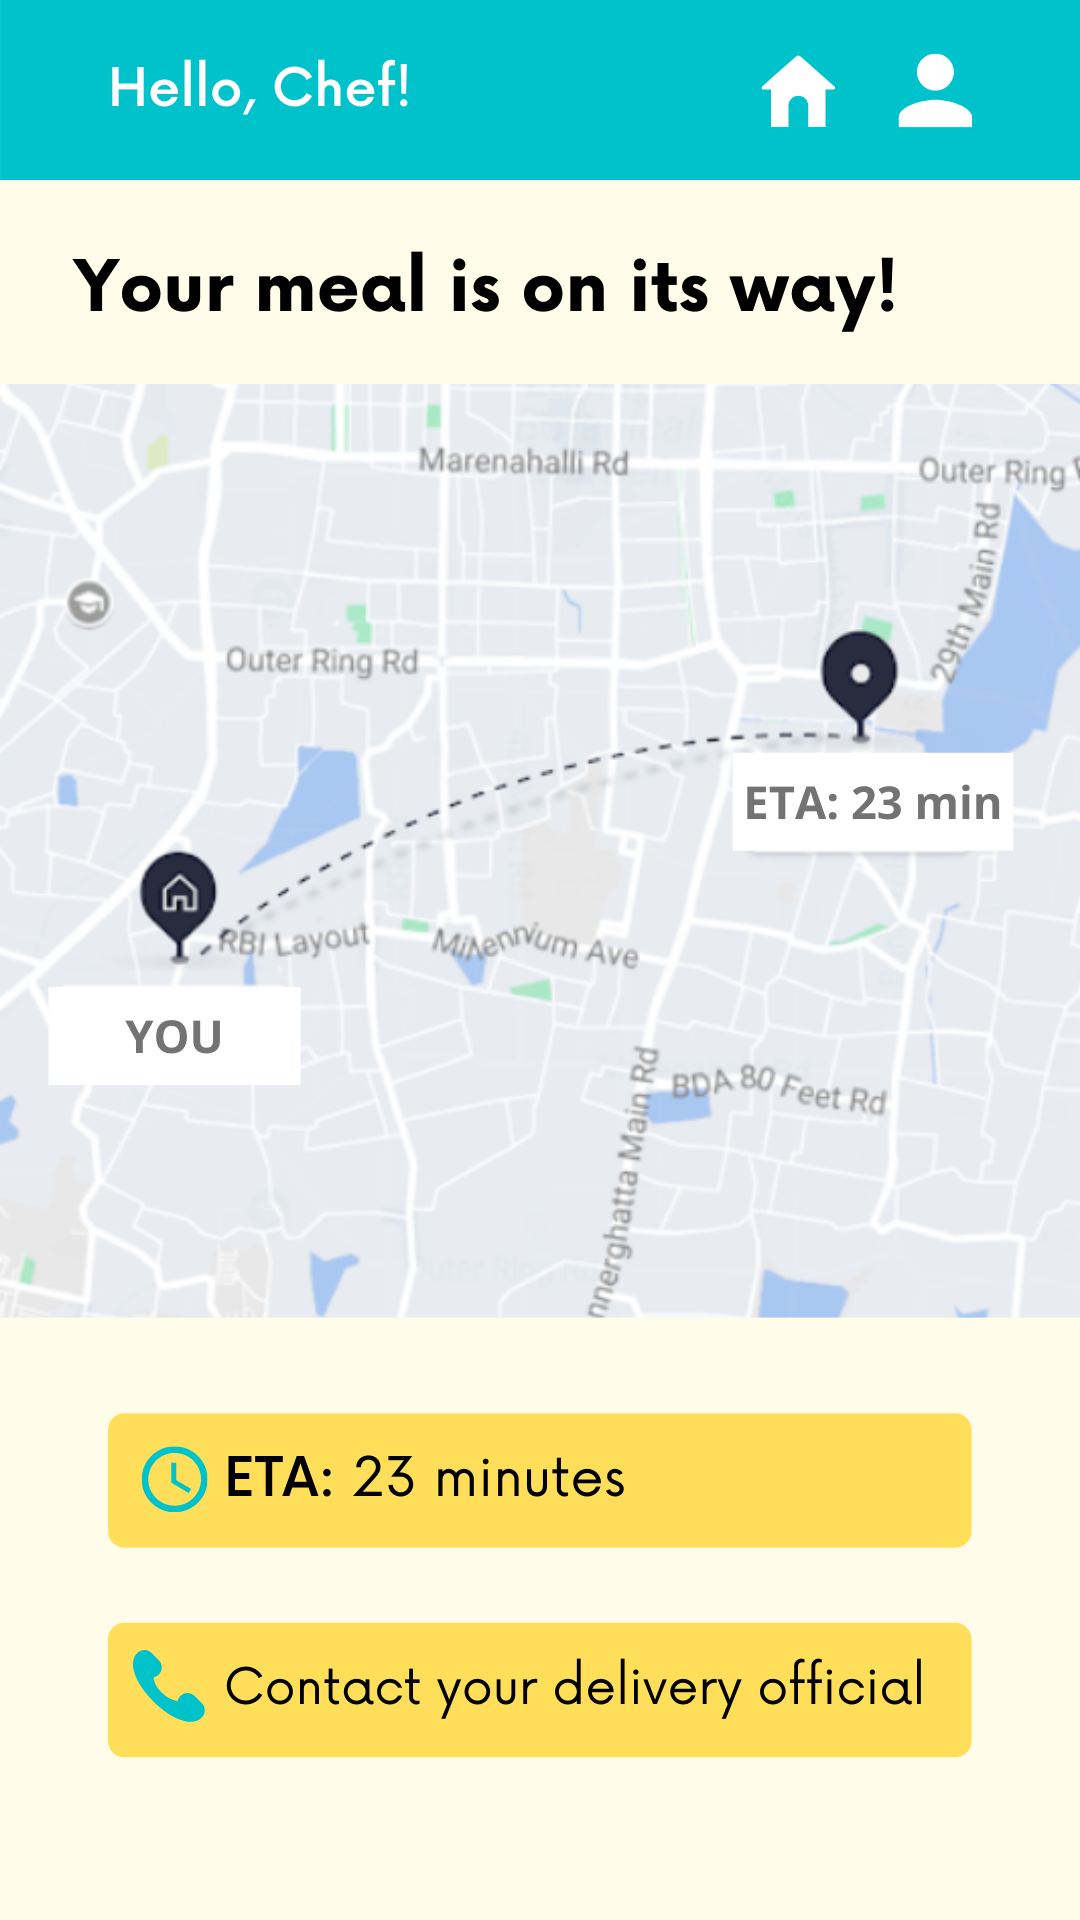 Hello, Chef!
Your meal is on its way!
Marenahalli Rd
Outer Ring
29th Main Rd
Outer Ring Rd
ETA: 23 min
RBI Layout
Millennium Ave
YOU
BDA 80 Feet Rd
nnerghatta Main Rd
Outer Ring
ETA: 23 minutes
Contact your delivery official